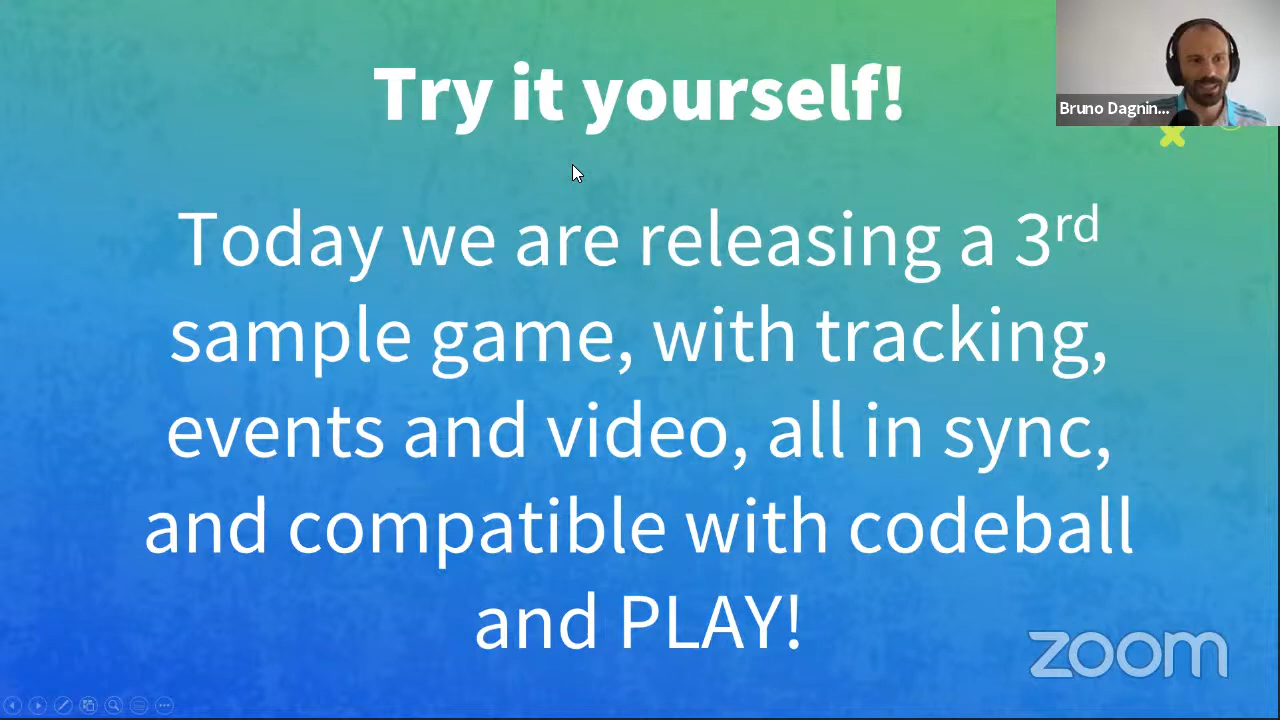 Try it yourself!
Bruno Dagnin...
Today we are releasing a 3rd
sample game, with tracking,
events and video, all in sync,
and compatible with codeball
and PLAY!
zoom